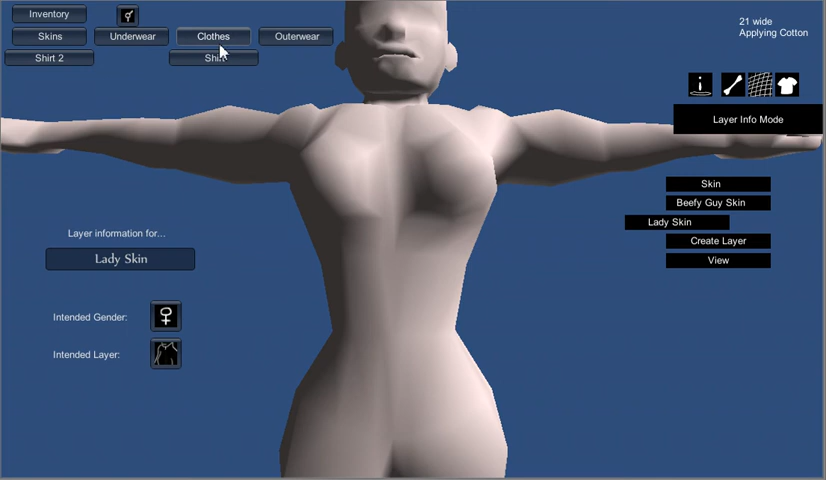 Inventory
Skins
Underwear
Clothes
Outerwear
Shirt 2
21 wide
Applying Cotton
Layer Info Mode
Skin
Beefy Guy Skin
Lady Skin
Create Layer
View
Layer information for...
Lady Skin
Intended Gender:
Intended Layer: